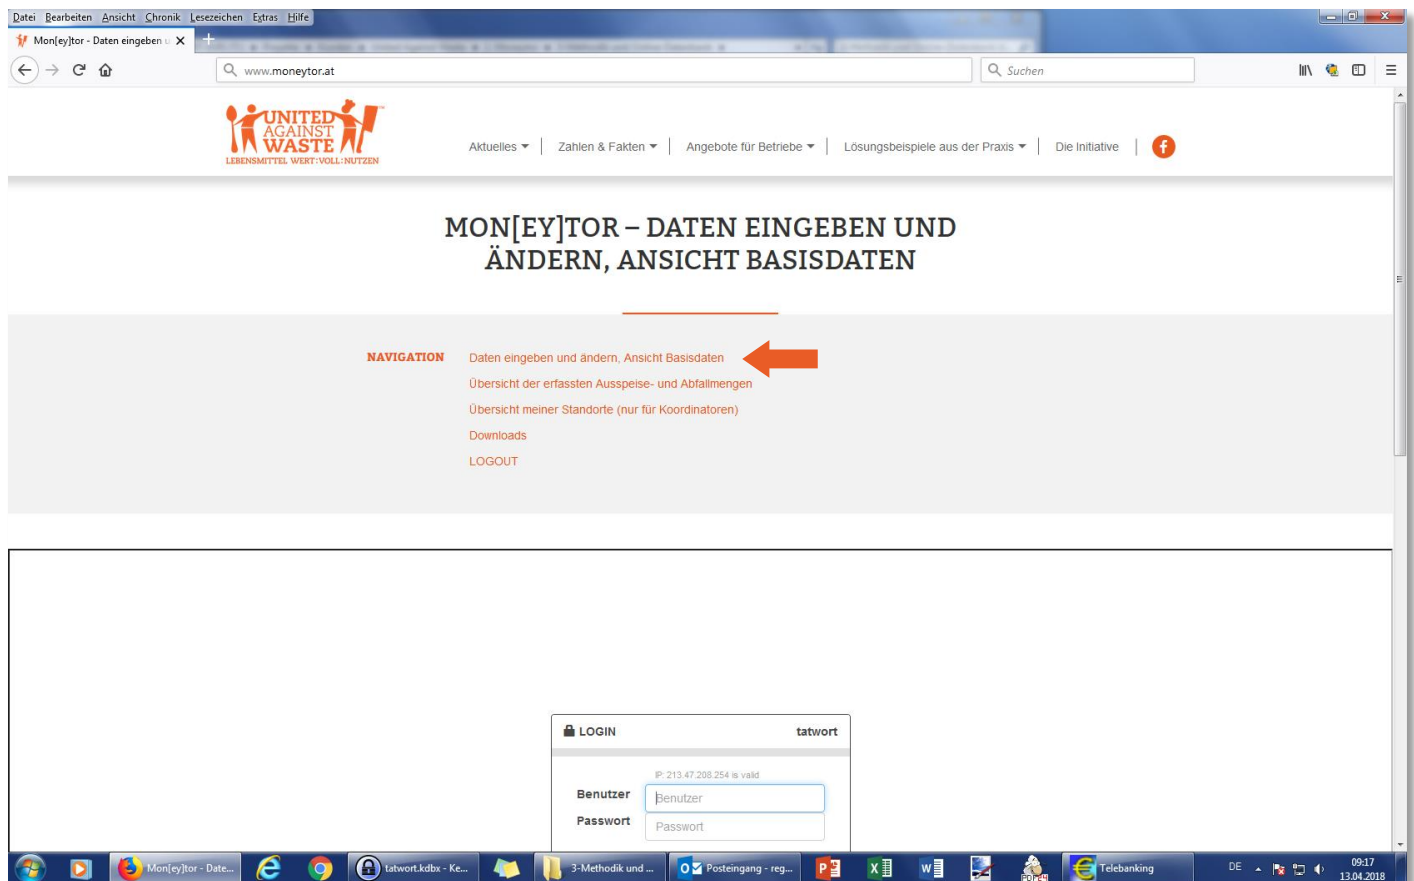 Datei Bearbeiten Ansicht Chronik Lesezeichen Extras Hilfe
Mon[ey]tor - Daten eingeben u
www.moneytor.at
Suchen
UNITED
AGAINST
WASTE
LEBENSMITTEL WERT:VOLL:NUTZEN
Aktuelles
Zahlen & Fakten
Angebote für Betriebe
Lösungsbeispiele aus der Praxis
Die Initiative
MON[EY]TOR – DATEN EINGEBEN UND
ÄNDERN, ANSICHT BASISDATEN
NAVIGATION
Daten eingeben und ändern, Ansicht Basisdaten
Übersicht der erfassten Ausspeise- und Abfallmengen
Übersicht meiner Standorte (nur für Koordinatoren)
Downloads
LOGOUT
LOGIN tatwort
IP: 213.47.208.254 is valid
Benutzer Benutzer
Passwort Passwort
Mon[ey]tor - Date...
tatwort.kdbx - Ke...
3-Methodik und ...
Posteingang - reg...
PDF24
Telebanking
DE
09:17
13.04.2018